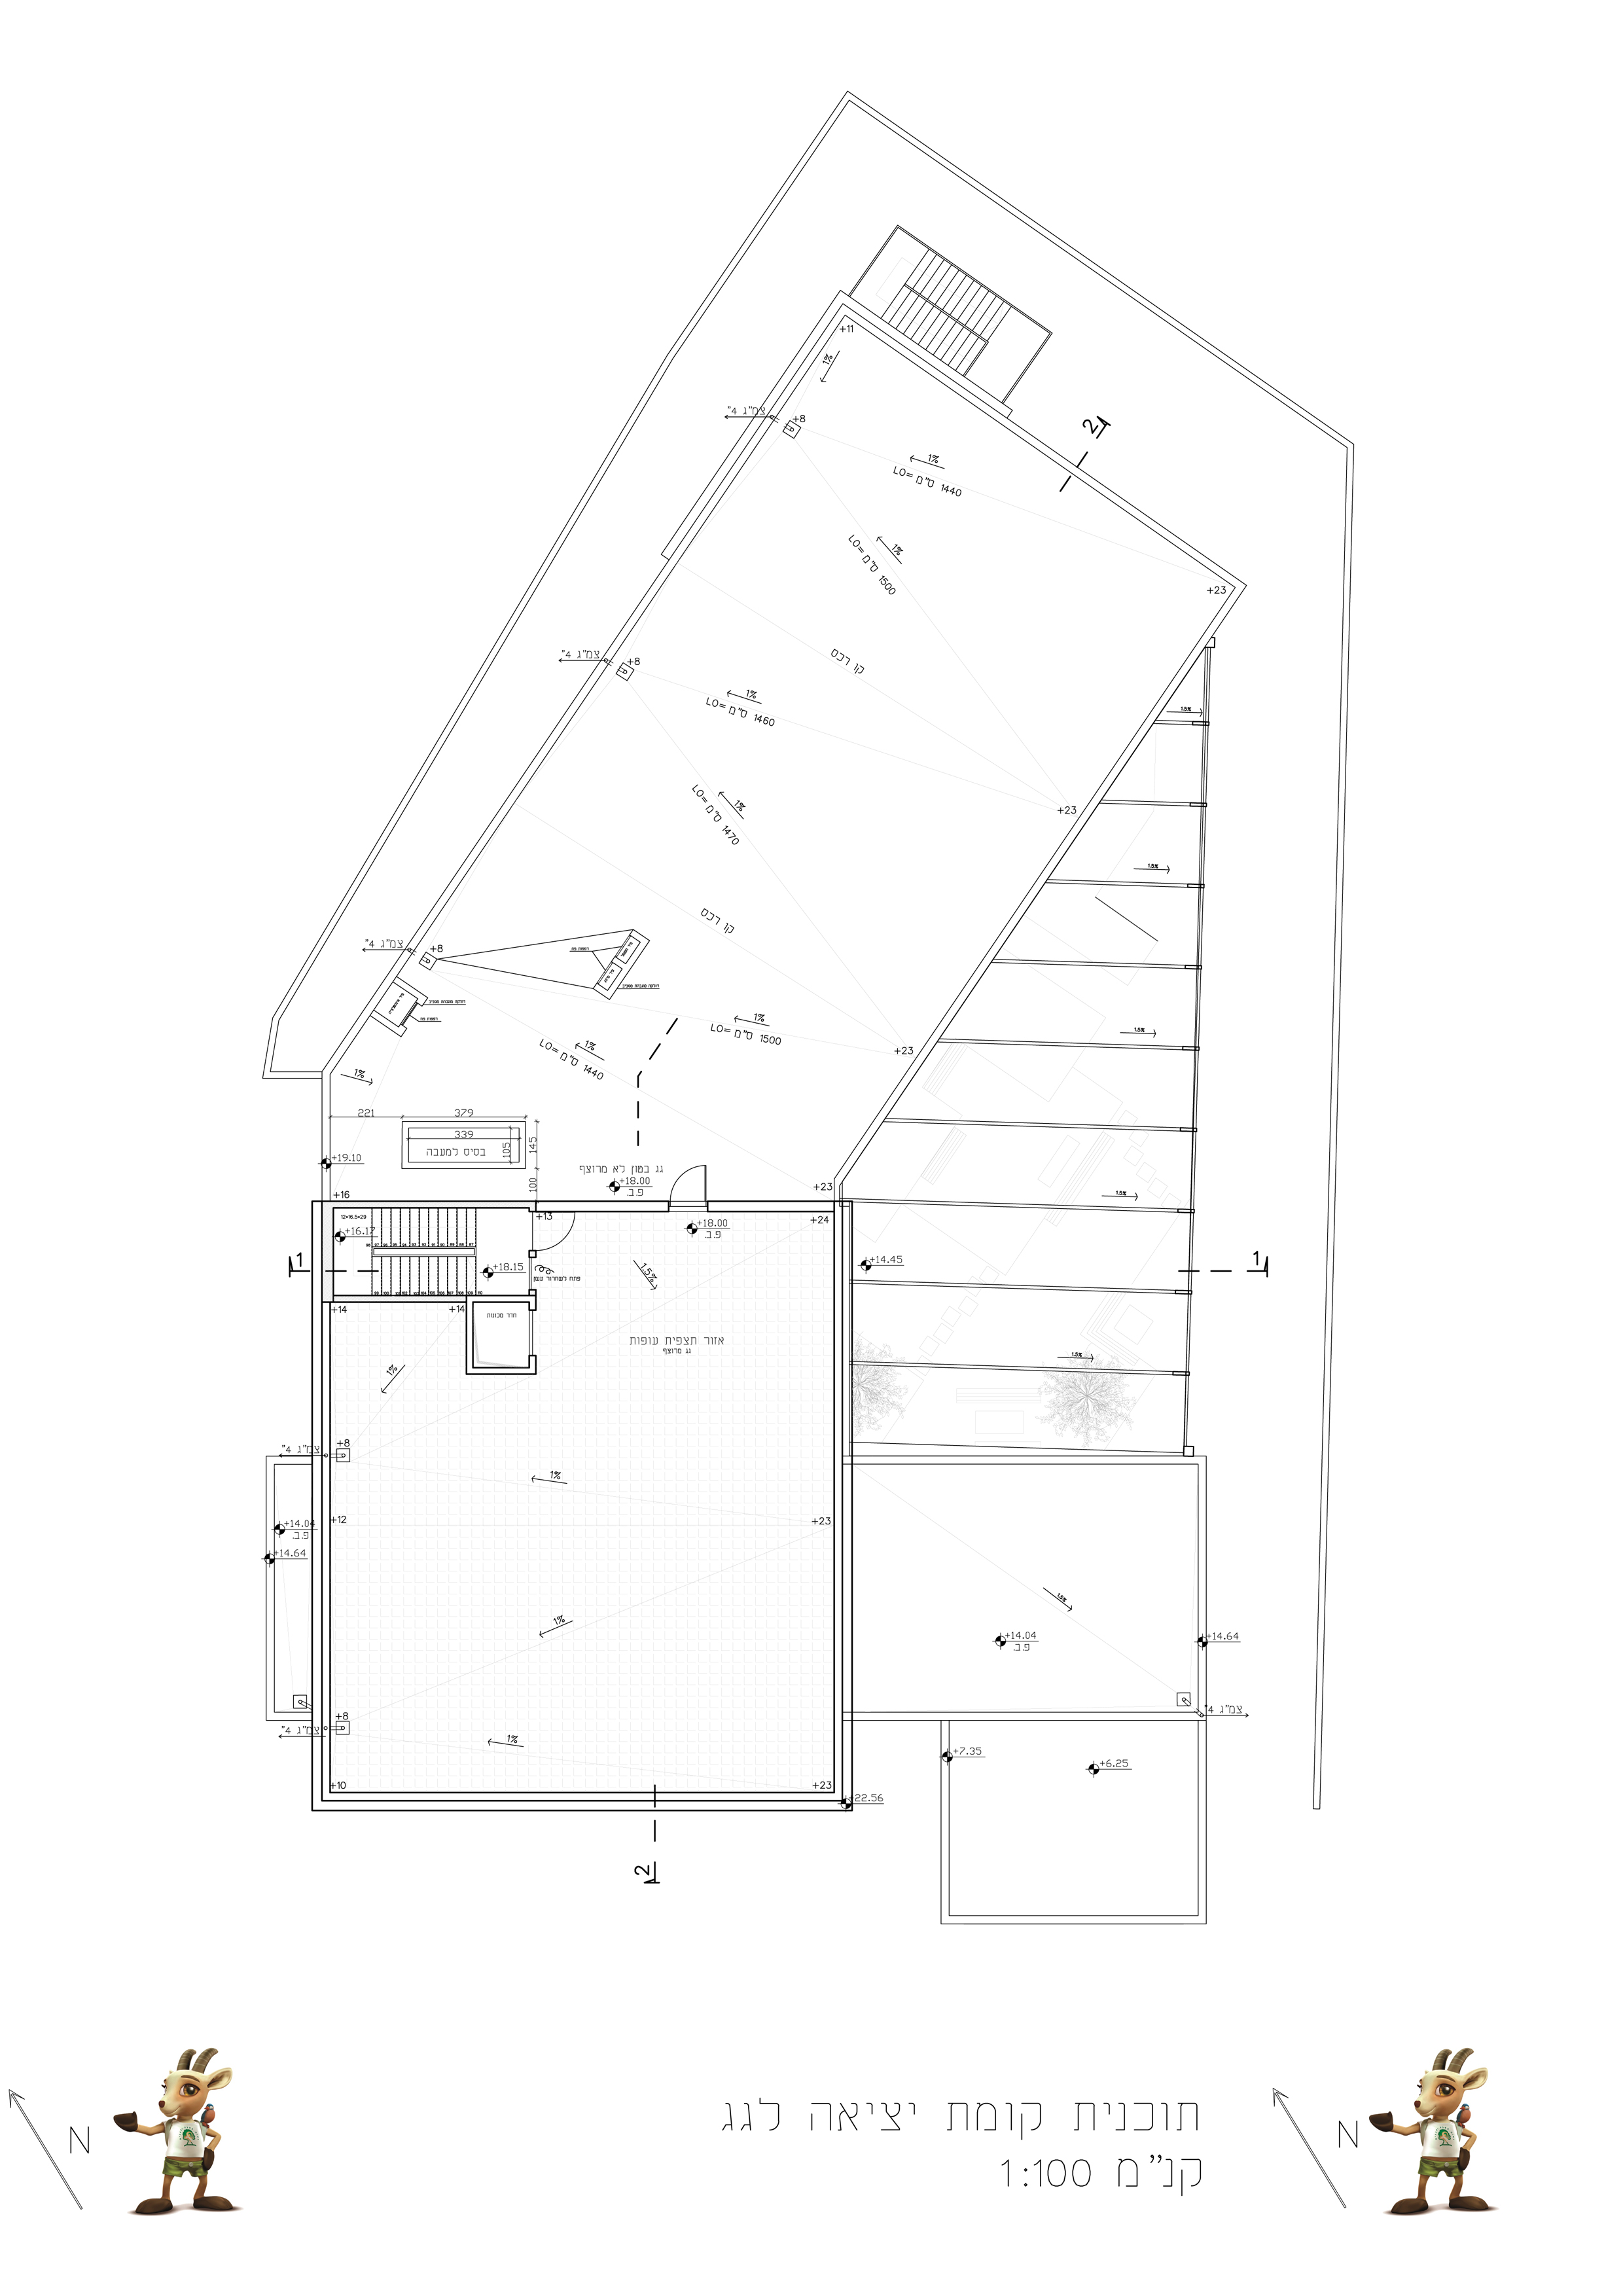 +11
1%
צמ"ג 4"
+8
2
1%
LO= ס"מ 1440
1%
LO= ס"מ 1500
+23
קו רכס
צמ"ג 4"
+8
1%
LO= ס"מ 1460
1.5%
1%
LO= ס"מ 1470
+23
1.5%
קו רכס
צמ"ג 4"
+8
1%
LO= ס"מ 1500
1.5%
1%
LO= ס"מ 1440
+23
1%
221
379
339
105
145
בסיס למעבה
100
+19.10
גג בטון לא מרוצף
+18.00
פ.ב.
+23
+16
1.5%
12×16.5×29
+16.17
+13
+18.00
פ.ב.
+24
1
+18.15
פתח לשחרור עשן
1.5%
+14.45
1
+14
+14
חדר מכונות
אזור תצפית עופות
גג מרוצף
1.5%
1%
צמ"ג 4"
+8
1%
+14.04
פ.ב.
+12
+23
+14.64
1%
1.5%
+14.04
פ.ב.
+14.64
+8
צמ"ג 4"
1%
צמ"ג 4"
+7.35
+6.25
+10
+23
+22.56
2
N
תוכנית קומת יציאה לגג
קנ"מ 1:100
N